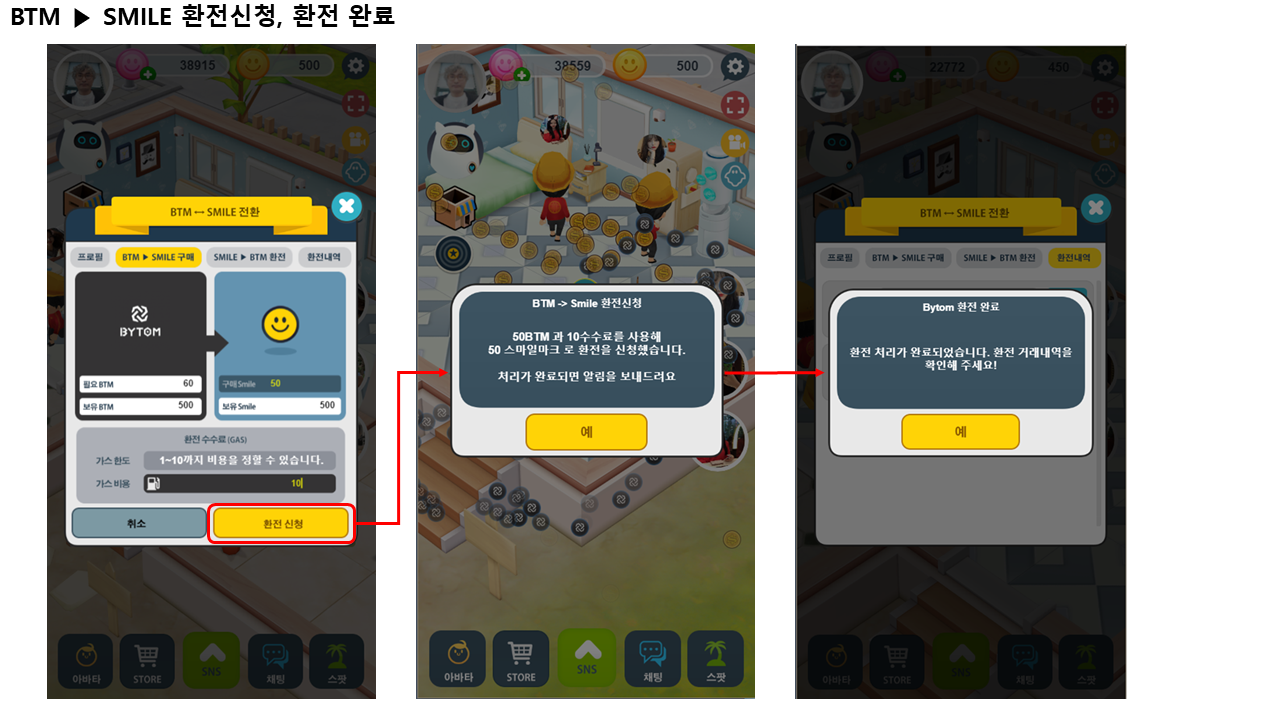 BTM ▶ SMILE 환전신청, 환전 완료
38915
500
BTM ↔ SMILE 전환
프로필
BTM ▶ SMILE 구매
SMILE ▶ BTM 환전
환전내역
BYTOM
필요 BTM
60
구매 Smile
50
보유 BTM
500
보유 Smile
500
환전 수수료 (GAS)
가스 한도
1~10까지 비용을 정할 수 있습니다.
가스 비용
10
취소
환전 신청
아바타
STORE
SNS
채팅
스팟
38559
500
BTM -> Smile 환전신청
50BTM 과 10수수료를 사용해
50 스마일마크 로 환전을 신청했습니다.
처리가 완료되면 알림을 보내드려요
예
아바타
STORE
SNS
채팅
스팟
22772
450
BTM ↔ SMILE 전환
프로필
BTM ▶ SMILE 구매
SMILE ▶ BTM 환전
환전내역
Bytom 환전 완료
환전 처리가 완료되었습니다. 환전 거래내역을
확인해 주세요!
예
아바타
STORE
SNS
채팅
스팟